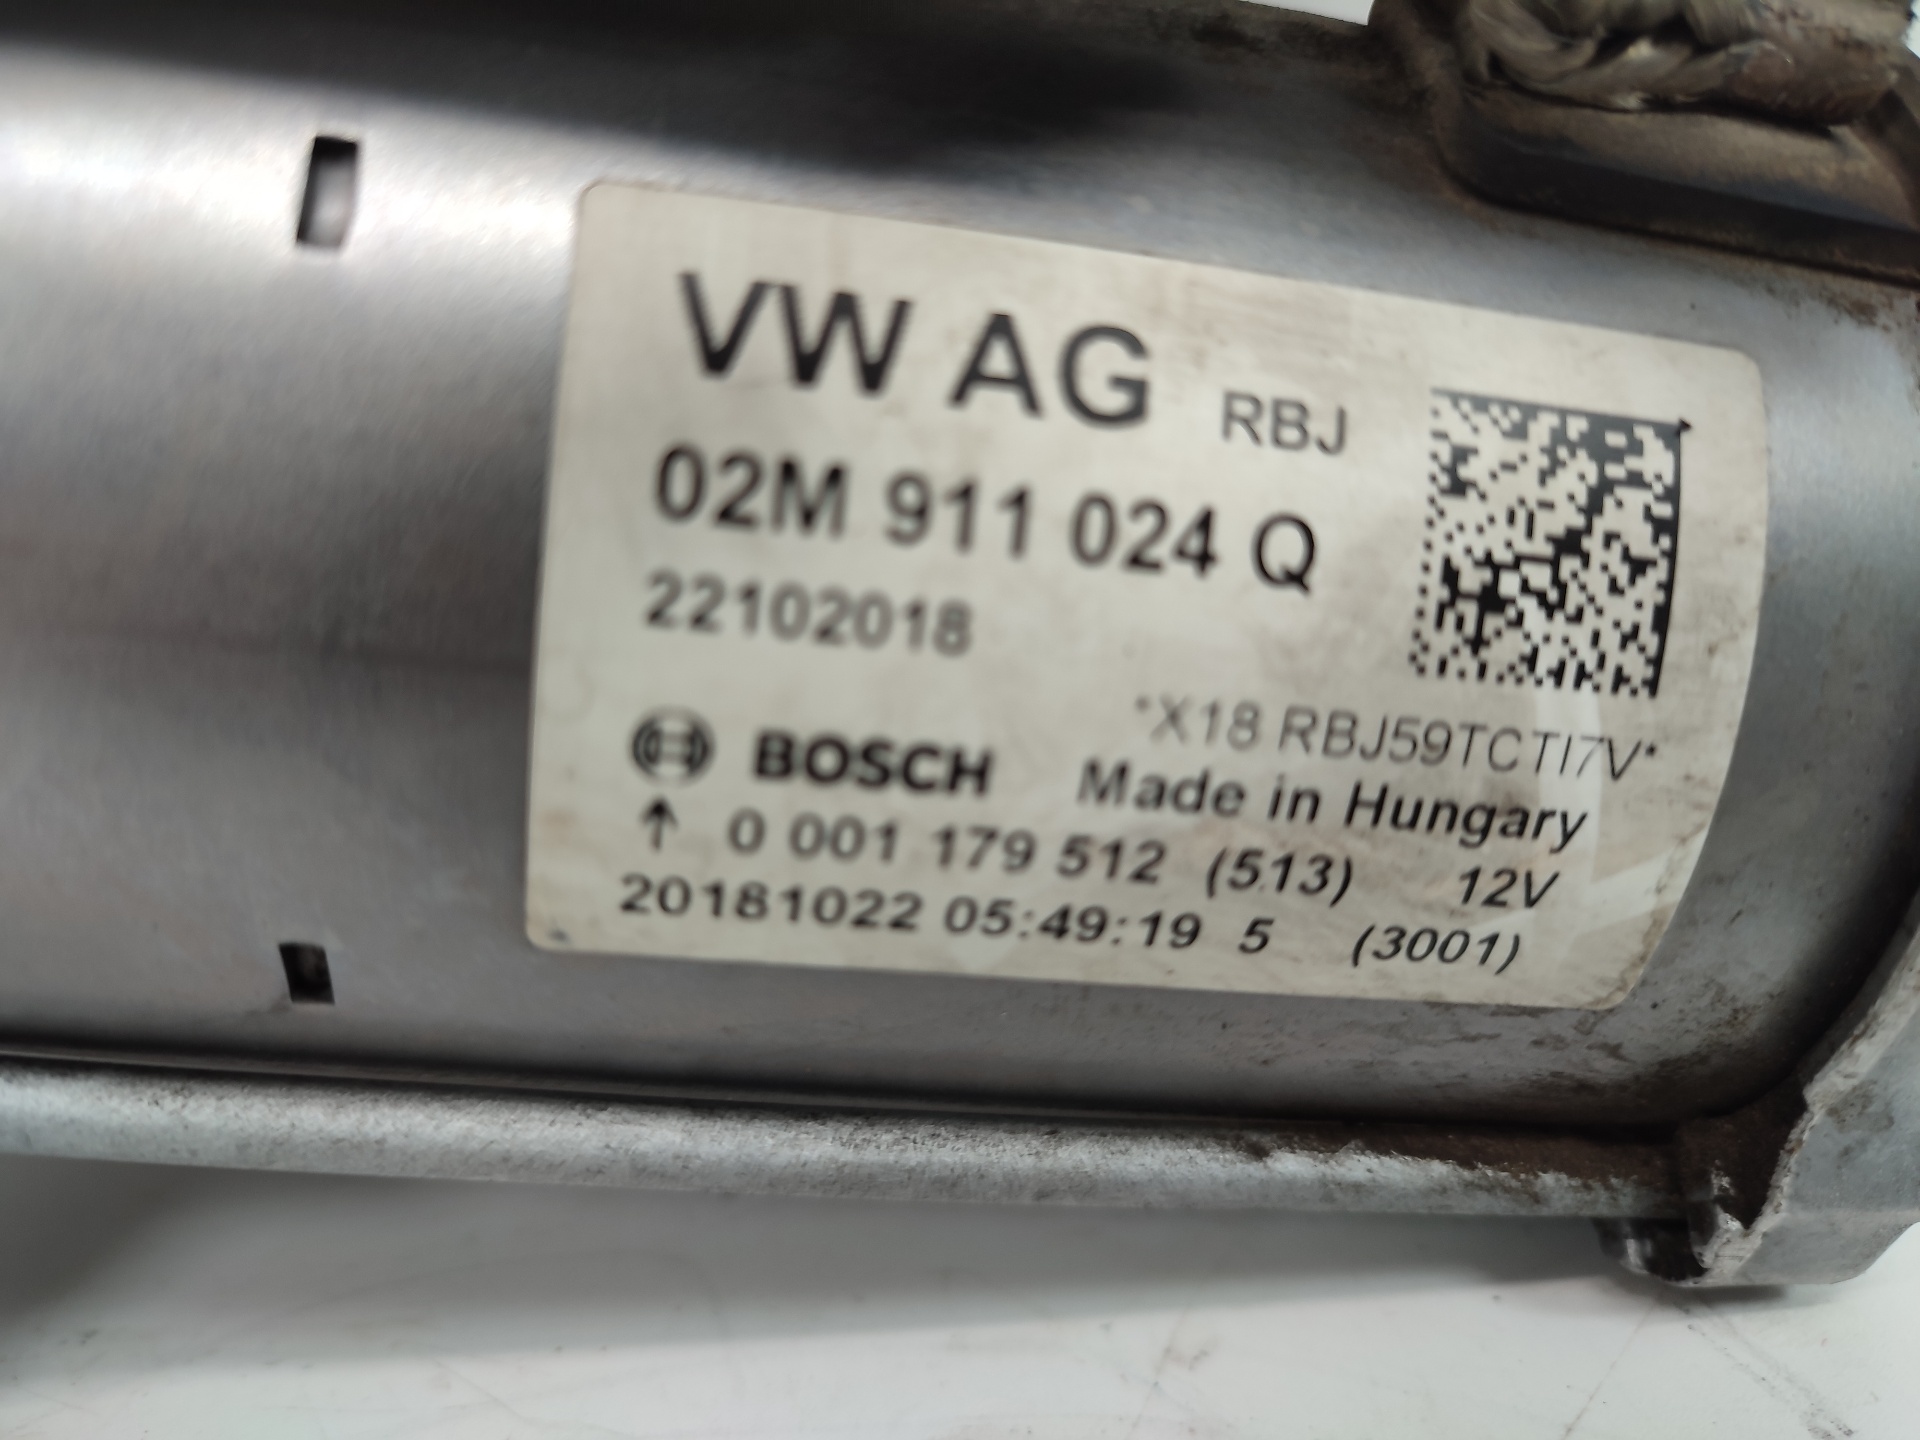 VW AG RBJ
02M 911 024 Q
22102018
*X18 RBJ59TCTI7V*
BOSCH Made in Hungary
↑ 0 001 179 512 (513) 12V
20181022 05:49:19 5 (3001)